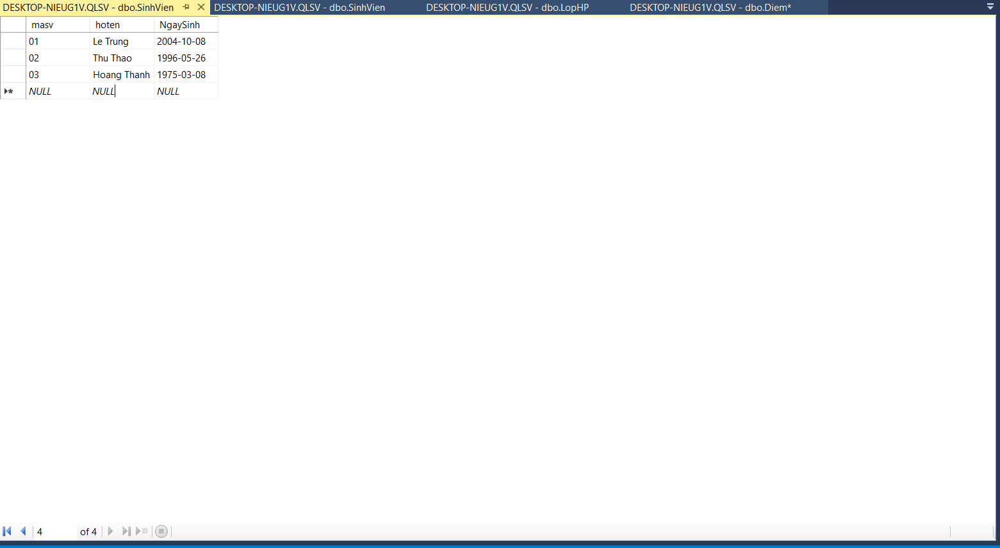 DESKTOP-NIEUG1V.QLSV - dbo.SinhVien DESKTOP-NIEUG1V.QLSV - dbo.SinhVien DESKTOP-NIEUG1V.QLSV - dbo.LopHP DESKTOP-NIEUG1V.QLSV - dbo.Diem*
masv hoten NgaySinh
01 Le Trung 2004-10-08
02 Thu Thao 1996-05-26
03 Hoang Thanh 1975-03-08
NULL NULL NULL
4 of 4